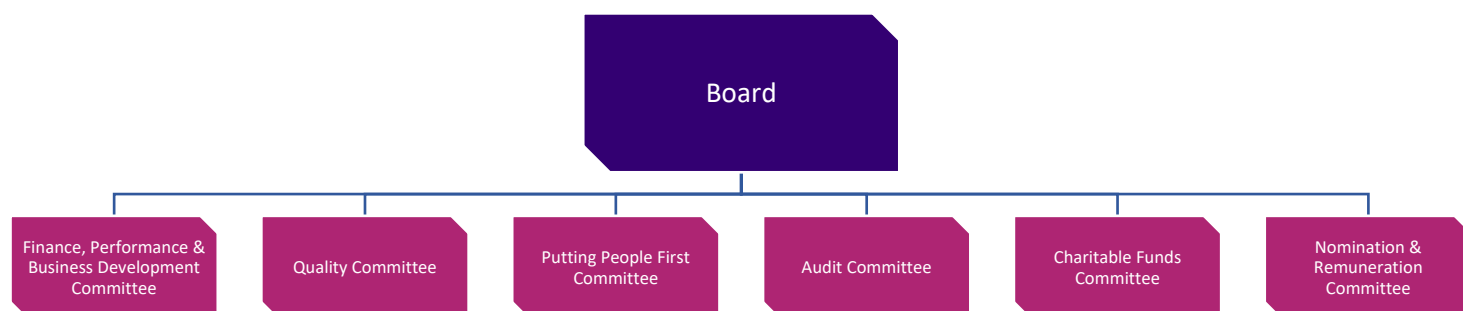 Board
Finance, Performance &
Business Development
Committee
Quality Committee
Putting People First
Committee
Audit Committee
Charitable Funds
Committee
Nomination &
Remuneration
Committee